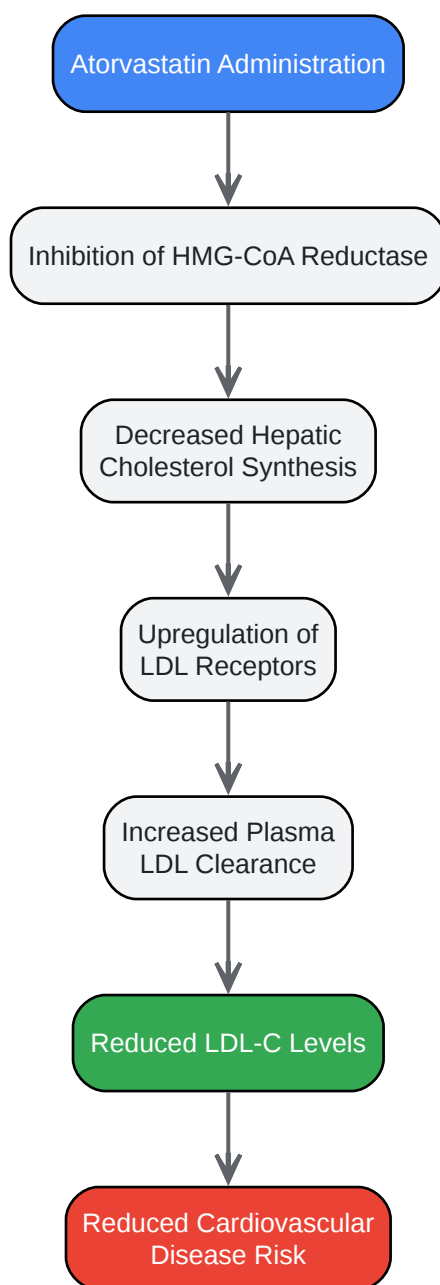 Atorvastatin Administration
Inhibition of HMG-CoA Reductase
Decreased Hepatic
Cholesterol Synthesis
Upregulation of
LDL Receptors
Increased Plasma
LDL Clearance
Reduced LDL-C Levels
Reduced Cardiovascular
Disease Risk